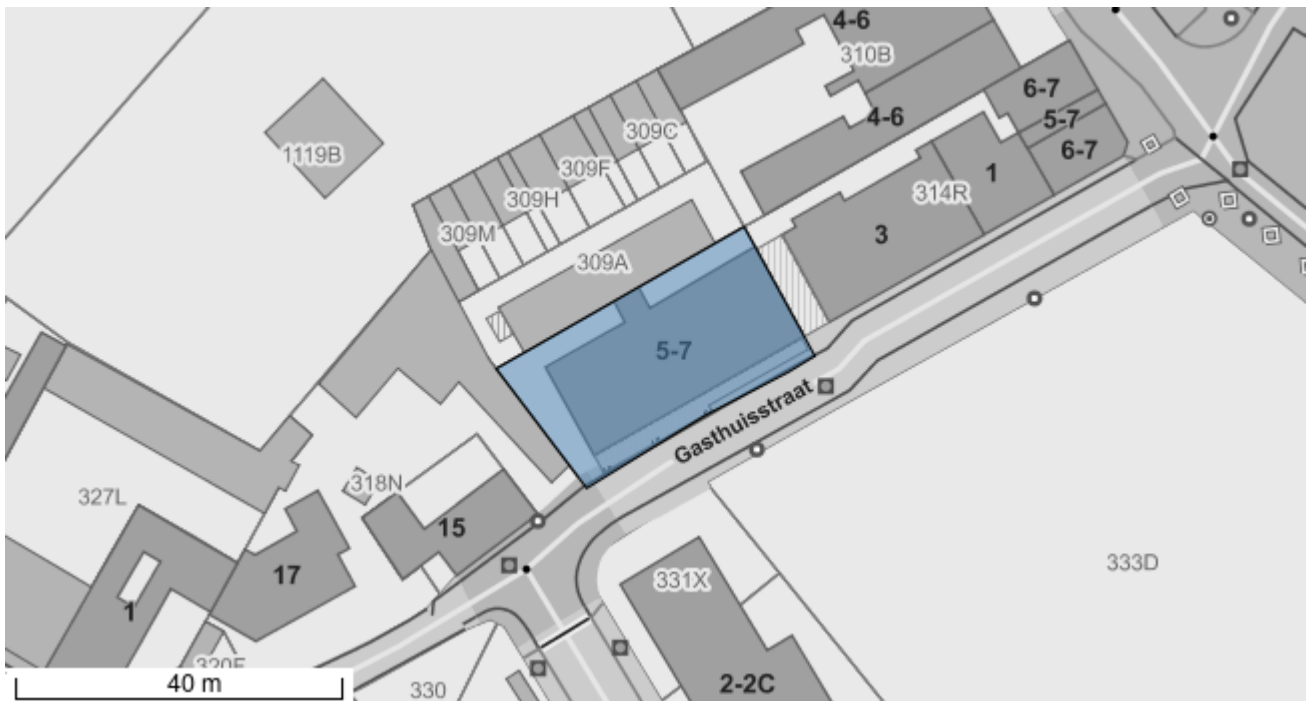 4-6
310B
6-7
309C
4-6
5-7
1119B
309F
6-7
309H
314R
1
309M
3
309A
5-7
Gasthuisstraat
318N
327L
15
333D
17
331X
1
320F
40 m
330
2-2C